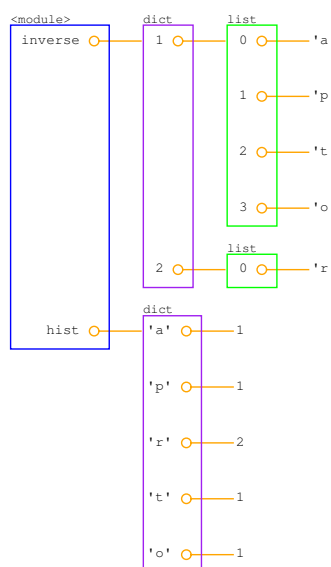 <module> dict list
inverse 1 0 'a
1 'p
2 't
3 'o
list
2 0 'r
dict
hist 'a' 1
'p' 1
'r' 2
't' 1
'o' 1